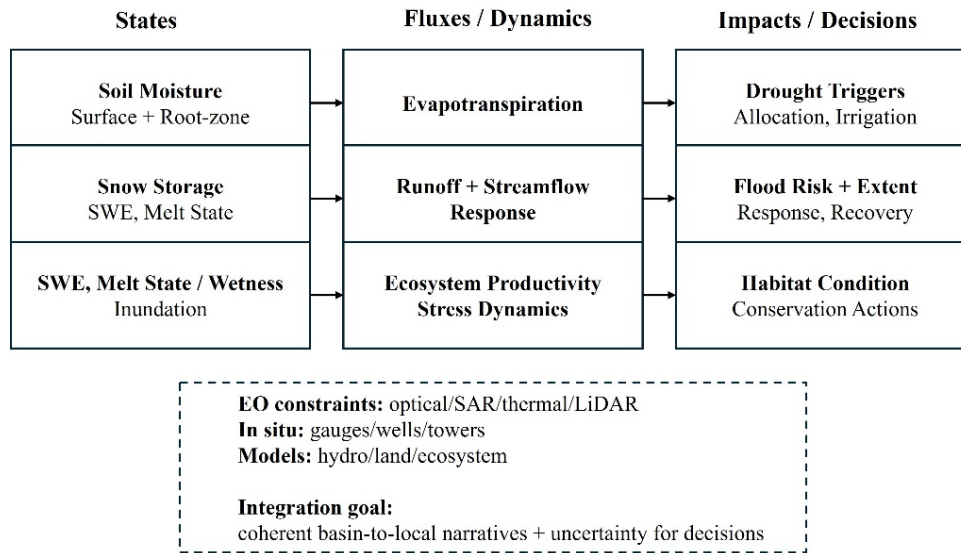 States
Fluxes / Dynamics
Impacts / Decisions
Soil Moisture
Surface + Root-zone
Evapotranspiration
Drought Triggers
Allocation, Irrigation
Snow Storage
SWE, Melt State
Runoff + Streamflow
Response
Flood Risk + Extent
Response, Recovery
SWE, Melt State / Wetness
Inundation
Ecosystem Productivity
Stress Dynamics
Habitat Condition
Conservation Actions
EO constraints: optical/SAR/thermal/LiDAR
In situ: gauges/wells/towers
Models: hydro/land/ecosystem
Integration goal:
coherent basin-to-local narratives + uncertainty for decisions